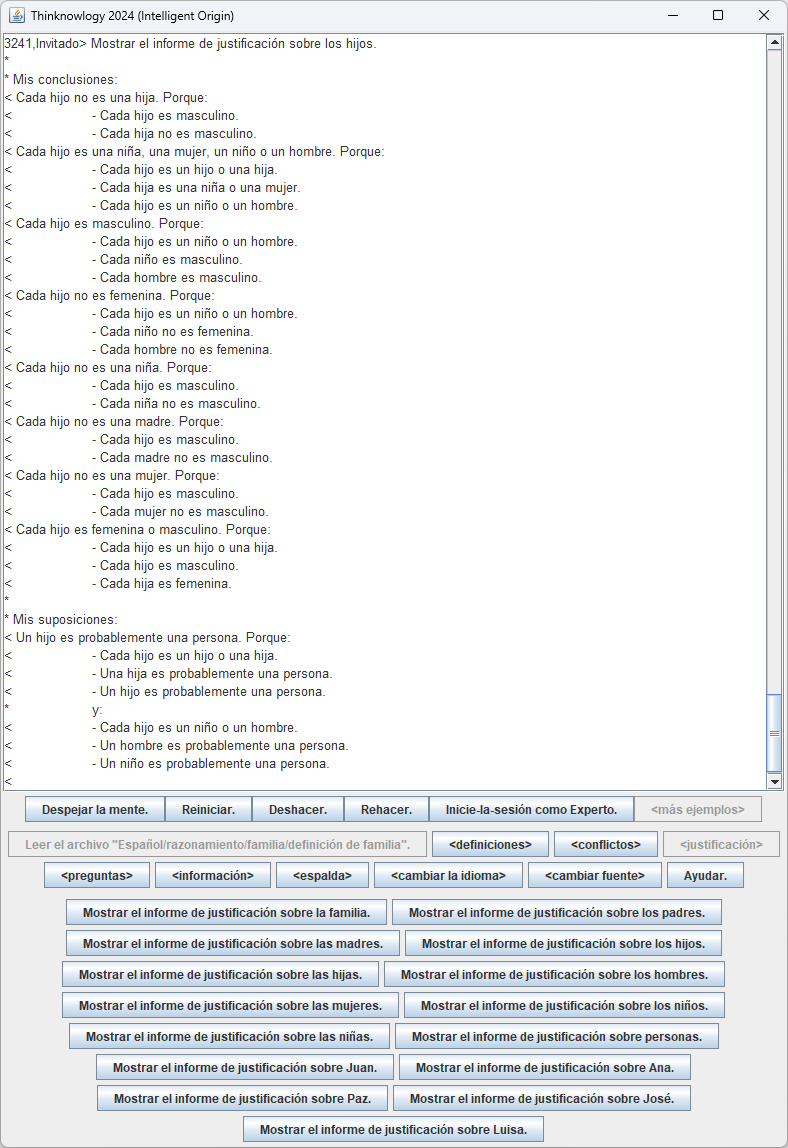 Thinknowlogy 2024 (Intelligent Origin)
3241,Invitado> Mostrar el informe de justificación sobre los hijos.
*
* Mis conclusiones:
< Cada hijo no es una hija. Porque:
< - Cada hijo es masculino.
< - Cada hija no es masculino.
< Cada hijo es una niña, una mujer, un niño o un hombre. Porque:
< - Cada hijo es un hijo o una hija.
< - Cada hija es una niña o una mujer.
< - Cada hijo es un niño o un hombre.
< Cada hijo es masculino. Porque:
< - Cada hijo es un niño o un hombre.
< - Cada niño es masculino.
< - Cada hombre es masculino.
< Cada hijo no es femenina. Porque:
< - Cada hijo es un niño o un hombre.
< - Cada niño no es femenina.
< - Cada hombre no es femenina.
< Cada hijo no es una niña. Porque:
< - Cada hijo es masculino.
< - Cada niña no es masculino.
< Cada hijo no es una madre. Porque:
< - Cada hijo es masculino.
< - Cada madre no es masculino.
< Cada hijo no es una mujer. Porque:
< - Cada hijo es masculino.
< - Cada mujer no es masculino.
< Cada hijo es femenina o masculino. Porque:
< - Cada hijo es un hijo o una hija.
< - Cada hijo es masculino.
< - Cada hija es femenina.
*
* Mis suposiciones:
< Un hijo es probablemente una persona. Porque:
< - Cada hijo es un hijo o una hija.
< - Una hija es probablemente una persona.
< - Un hijo es probablemente una persona.
* y:
< - Cada hijo es un niño o un hombre.
< - Un hombre es probablemente una persona.
< - Un niño es probablemente una persona.
<
Despejar la mente. Reiniciar. Deshacer. Rehacer. Inicie-la-sesión como Experto. <más ejemplos>
Leer el archivo "Español/razonamiento/familia/definición de familia". <definiciones> <conflictos> <justificación>
<preguntas> <información> <espalda> <cambiar la idioma> <cambiar fuente> Ayudar.
Mostrar el informe de justificación sobre la familia. Mostrar el informe de justificación sobre los padres.
Mostrar el informe de justificación sobre las madres. Mostrar el informe de justificación sobre los hijos.
Mostrar el informe de justificación sobre las hijas. Mostrar el informe de justificación sobre los hombres.
Mostrar el informe de justificación sobre las mujeres. Mostrar el informe de justificación sobre los niños.
Mostrar el informe de justificación sobre las niñas. Mostrar el informe de justificación sobre personas.
Mostrar el informe de justificación sobre Juan. Mostrar el informe de justificación sobre Ana.
Mostrar el informe de justificación sobre Paz. Mostrar el informe de justificación sobre José.
Mostrar el informe de justificación sobre Luisa.